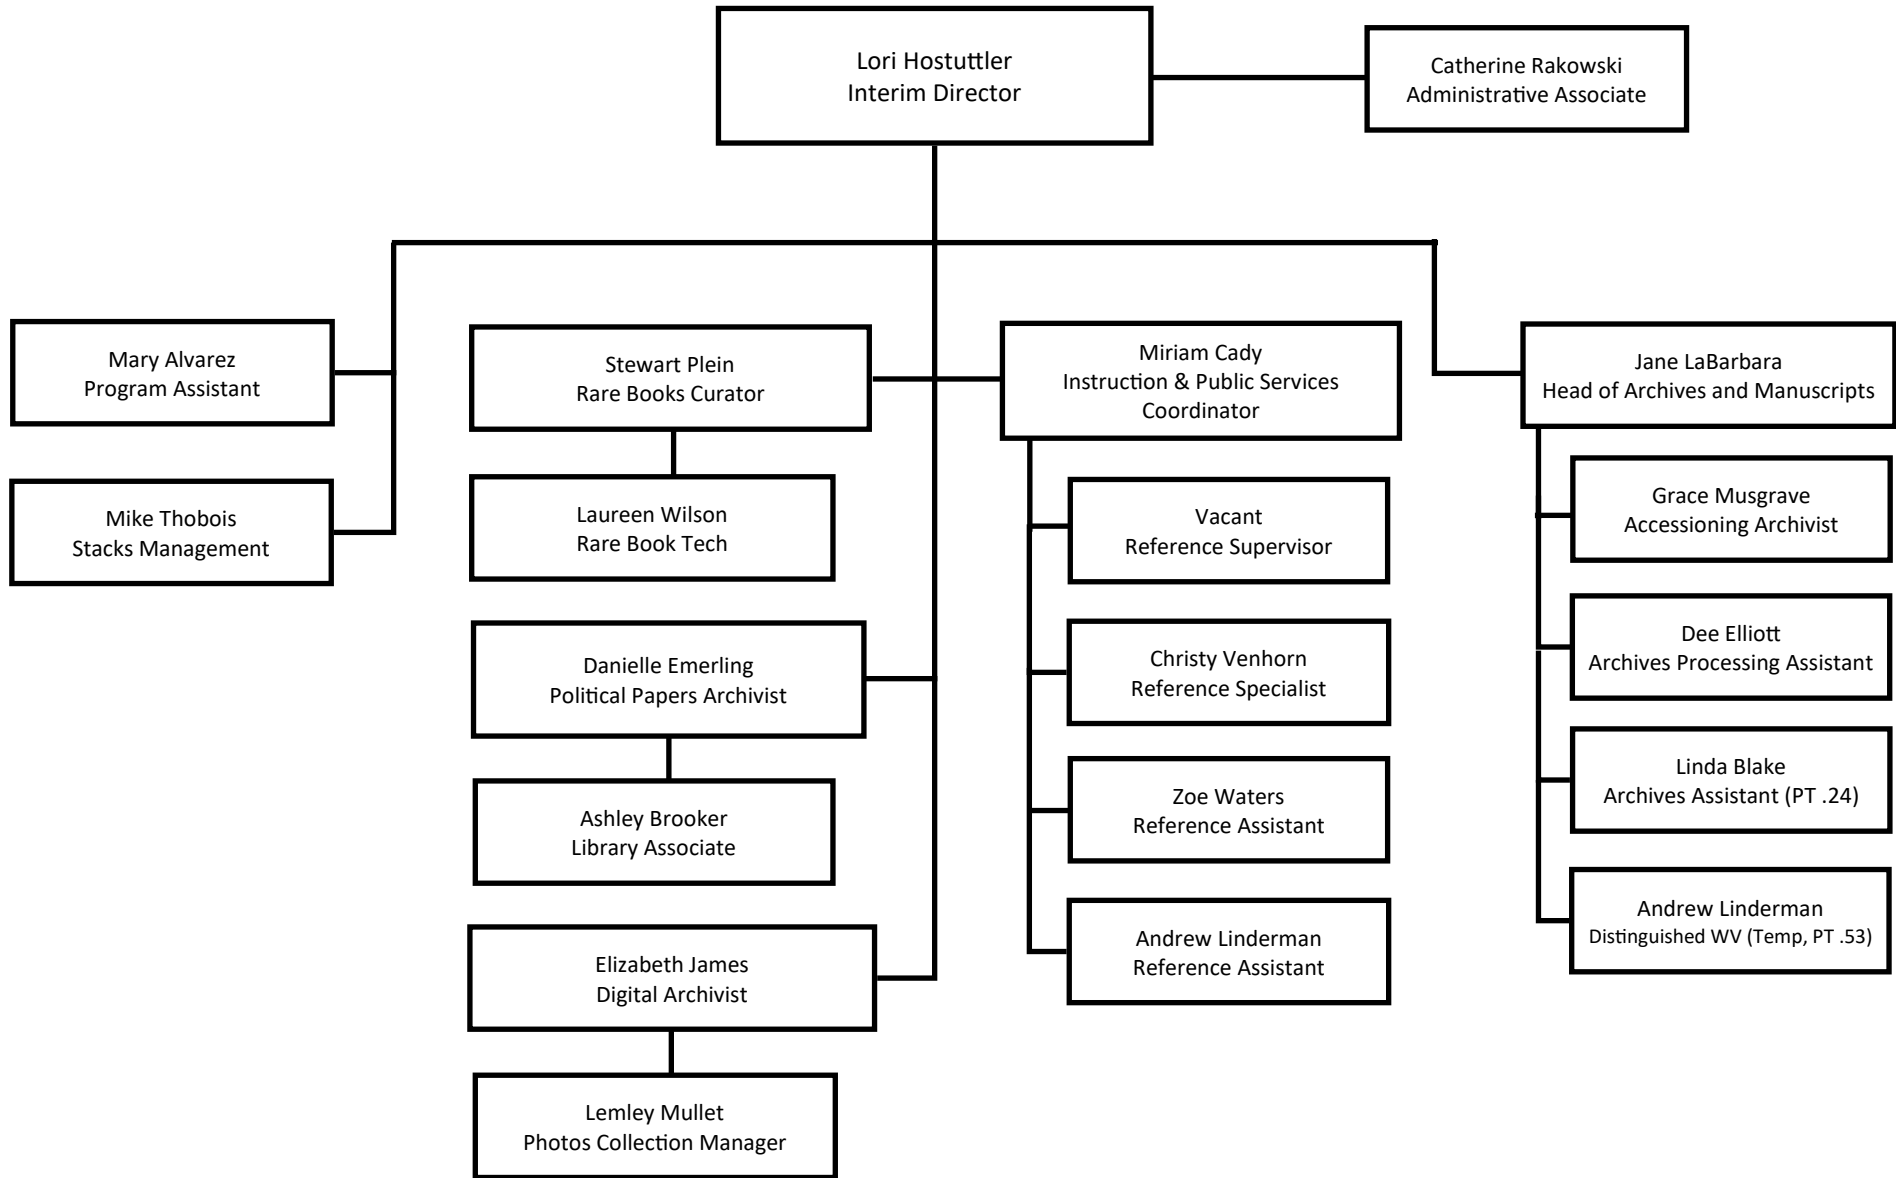 Lori Hostuttler
Interim Director
Catherine Rakowski
Administrative Associate
Mary Alvarez
Program Assistant
Mike Thobois
Stacks Management
Stewart Plein
Rare Books Curator
Laureen Wilson
Rare Book Tech
Danielle Emerling
Political Papers Archivist
Ashley Brooker
Library Associate
Elizabeth James
Digital Archivist
Lemley Mullet
Photos Collection Manager
Miriam Cady
Instruction & Public Services
Coordinator
Vacant
Reference Supervisor
Christy Venhorn
Reference Specialist
Zoe Waters
Reference Assistant
Andrew Linderman
Reference Assistant
Jane LaBarbara
Head of Archives and Manuscripts
Grace Musgrave
Accessioning Archivist
Dee Elliott
Archives Processing Assistant
Linda Blake
Archives Assistant (PT .24)
Andrew Linderman
Distinguished WV (Temp, PT .53)